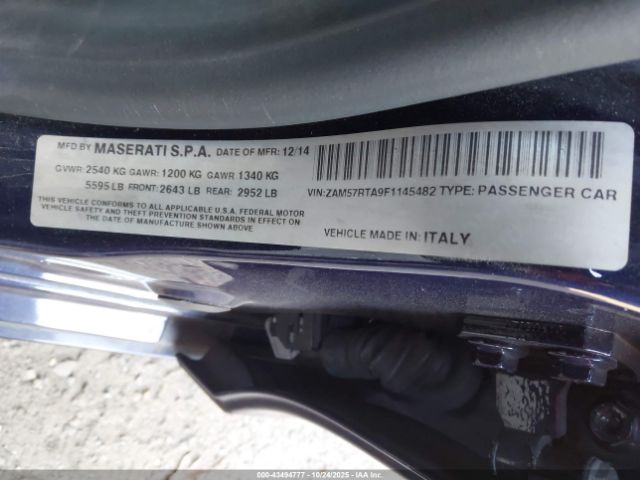 MFD BY MASERATI S.P.A. DATE OF MFR: 12/14
GVWR: 2540 KG GAWR: 1200 KG GAWR 1340 KG
5595 LB FRONT: 2643 LB REAR: 2952 LB
THIS VEHICLE CONFORMS TO ALL APPLICABLE U.S.A. FEDERAL MOTOR
VEHICLE SAFETY AND THEFT PREVENTION STANDARDS IN EFFECT ON
THE DATE OF MANUFACTURE SHOWN ABOVE
VIN: ZAM57RTA9F1145482 TYPE: PASSENGER CAR
VEHICLE MADE IN: ITALY
000-43494777 - 10/24/2025 - IAAI.COM